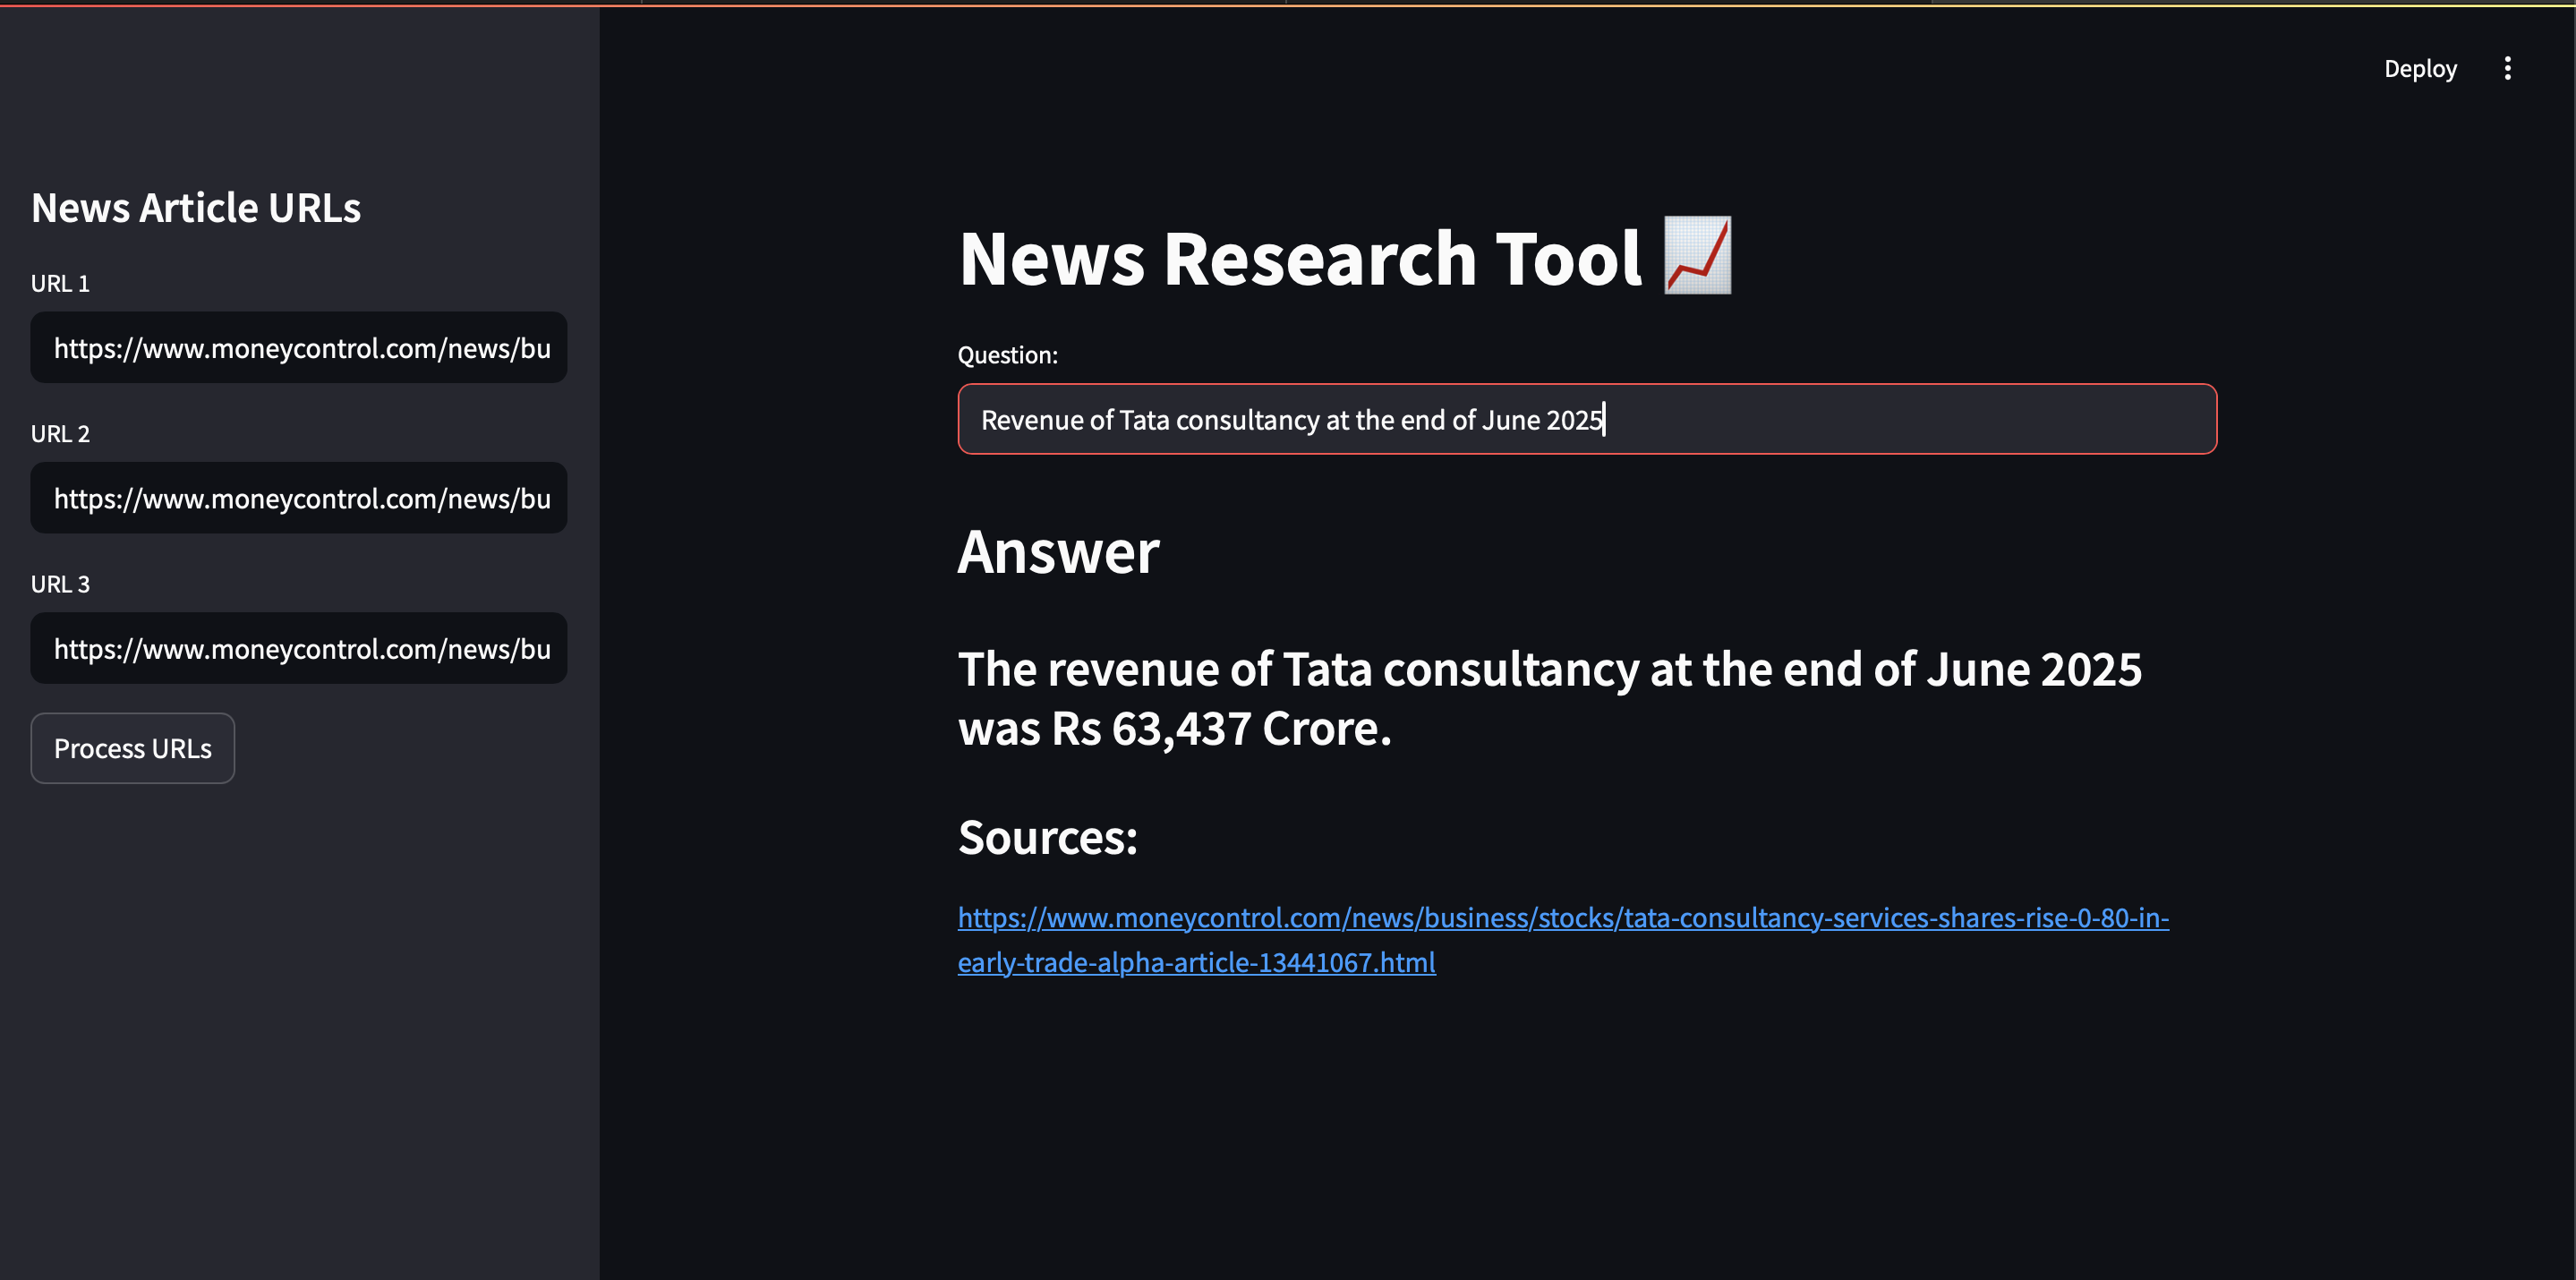 Deploy
News Article URLs
URL 1
https://www.moneycontrol.com/news/bu
URL 2
https://www.moneycontrol.com/news/bu
URL 3
https://www.moneycontrol.com/news/bu
Process URLs
News Research Tool
Question:
Revenue of Tata consultancy at the end of June 2025
Answer
The revenue of Tata consultancy at the end of June 2025
was Rs 63,437 Crore.
Sources:
https://www.moneycontrol.com/news/business/stocks/tata-consultancy-services-shares-rise-0-80-in-
early-trade-alpha-article-13441067.html